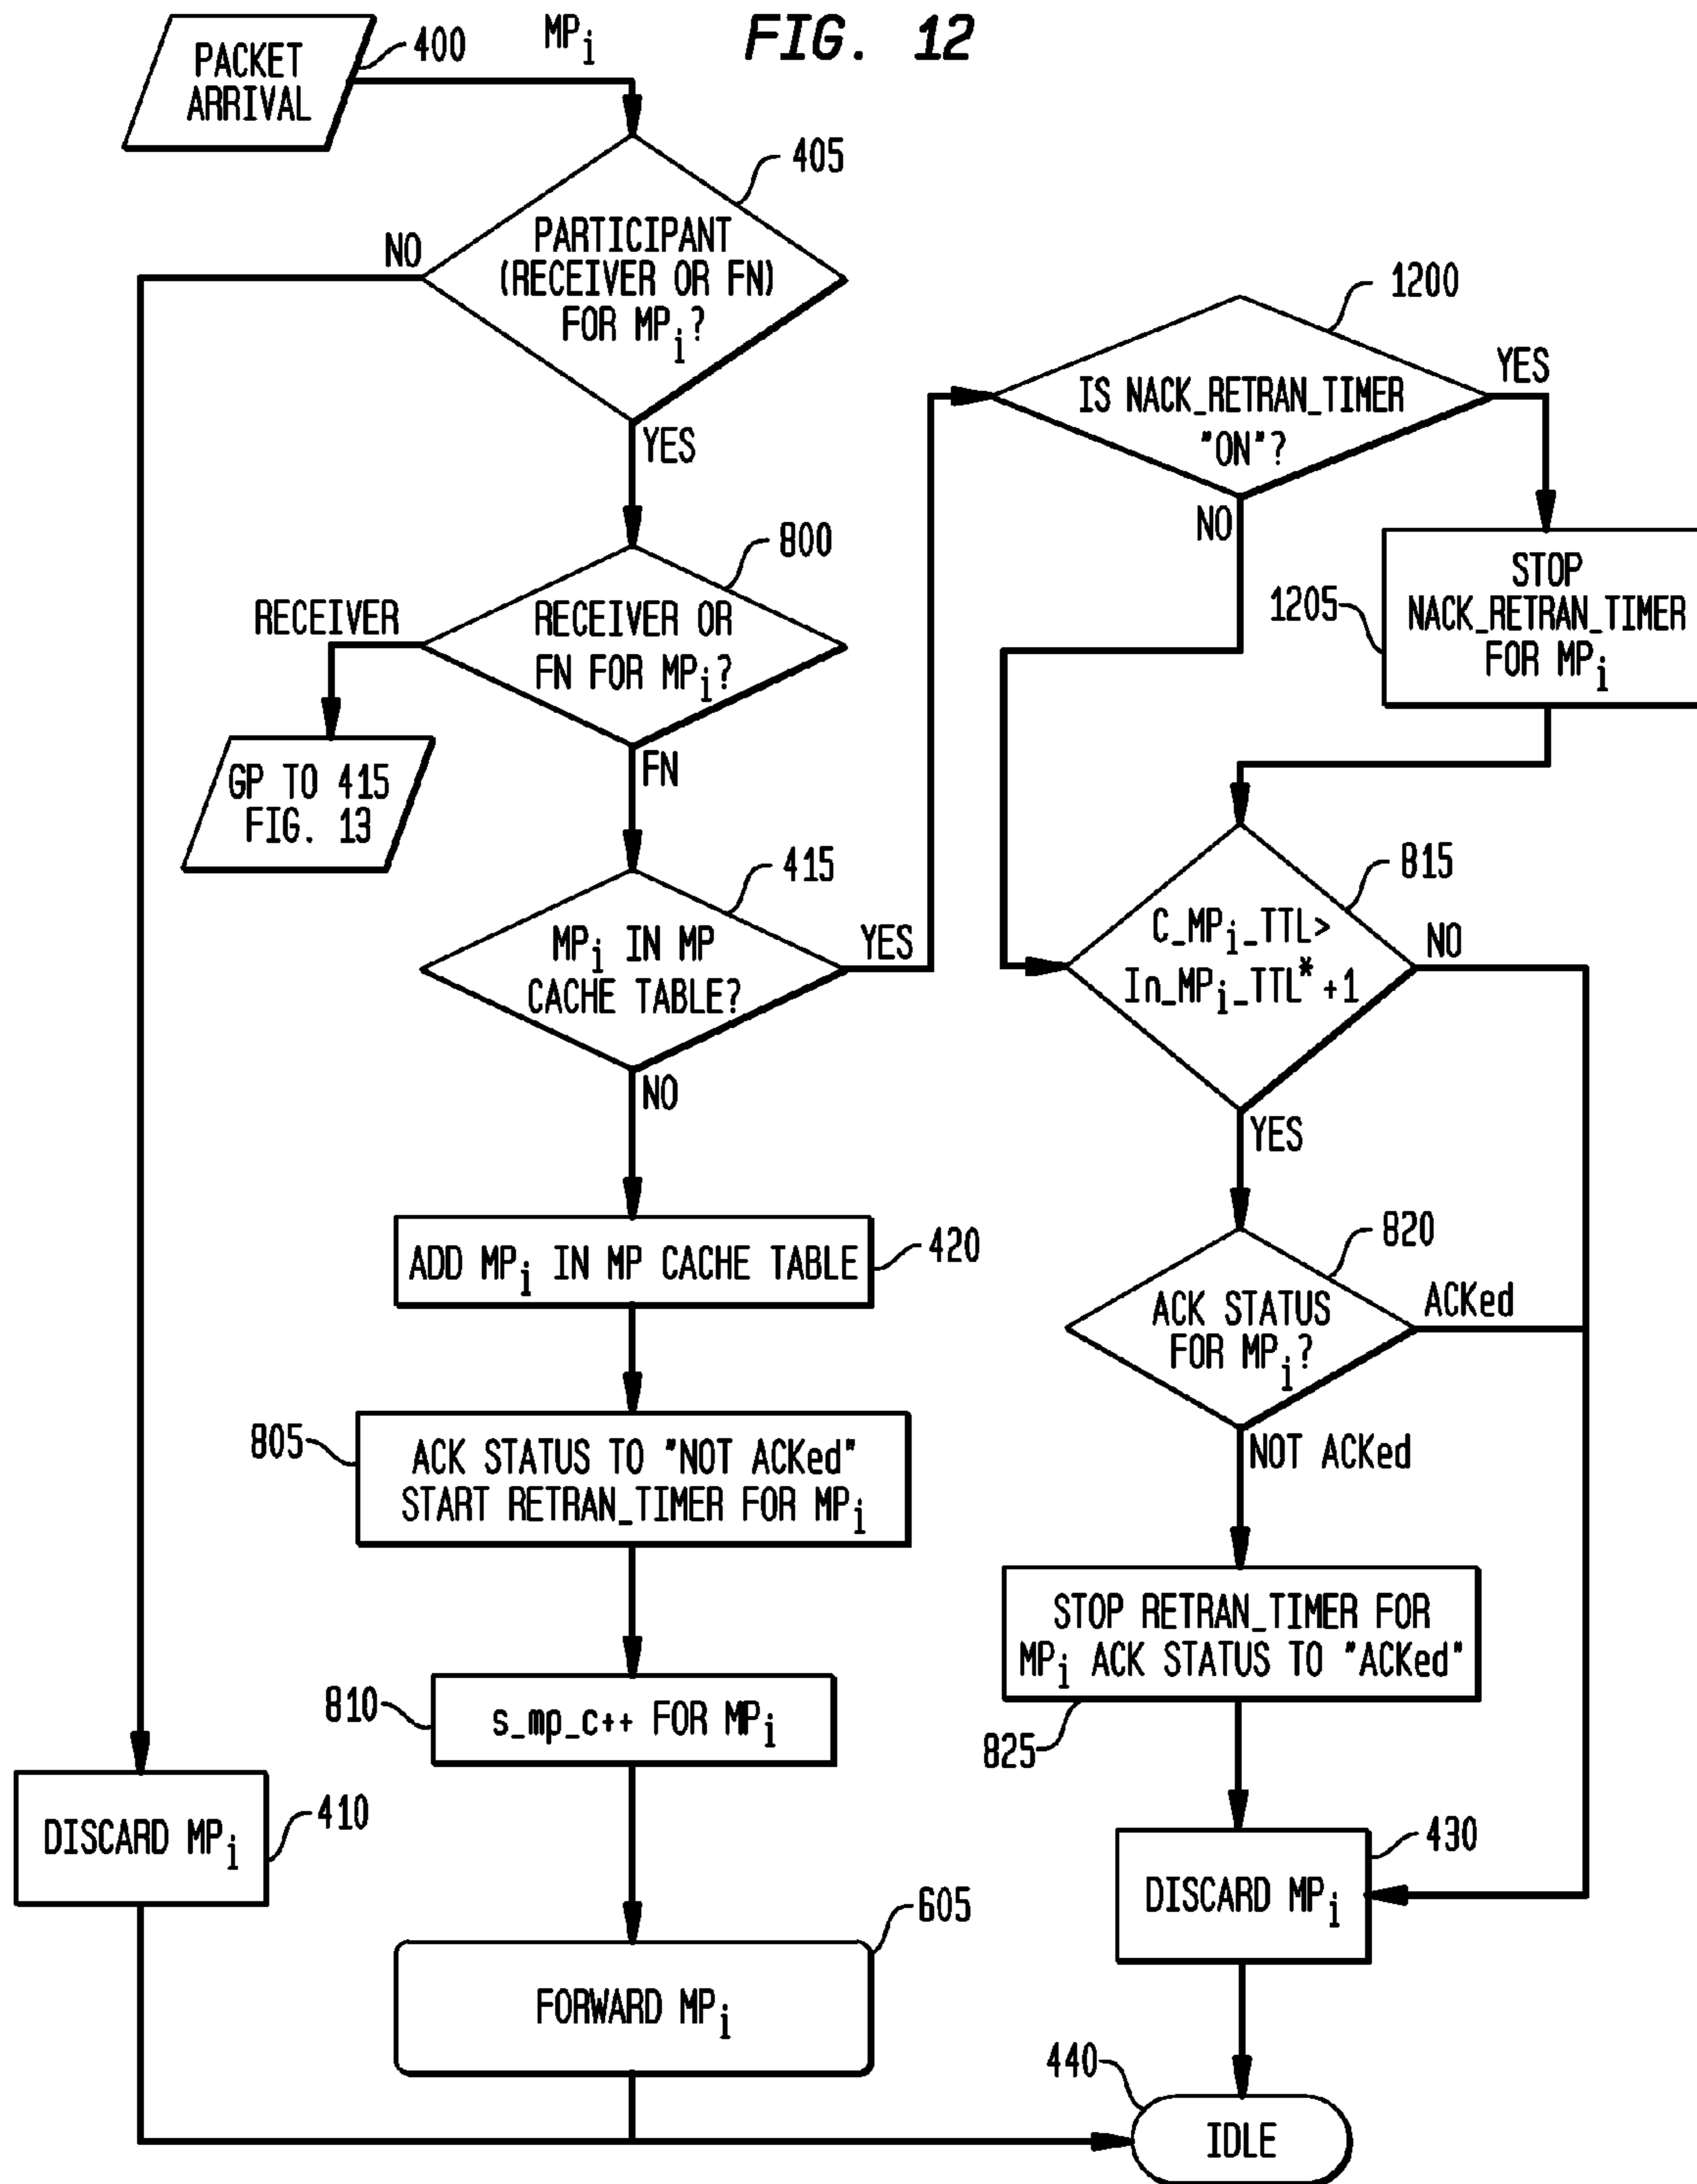 FIG. 12
PACKET
ARRIVAL
400
MPi
405
PARTICIPANT
(RECEIVER OR FN)
FOR MPi?
NO
YES
800
RECEIVER OR
FN FOR MPi?
RECEIVER
GP TO 415
FIG. 13
FN
415
MPi IN MP
CACHE TABLE?
YES
NO
ADD MPi IN MP CACHE TABLE
420
805
ACK STATUS TO "NOT ACKed"
START RETRAN_TIMER FOR MPi
810
s_mp_c++ FOR MPi
DISCARD MPi
410
605
FORWARD MPi
1200
IS NACK_RETRAN_TIMER
"ON"?
YES
NO
1205
STOP
NACK_RETRAN_TIMER
FOR MPi
815
C_MPi_TTL>
In_MPi_TTL*+1
NO
YES
820
ACK STATUS
FOR MPi?
ACKed
NOT ACKed
STOP RETRAN_TIMER FOR
MPi ACK STATUS TO "ACKed"
825
430
DISCARD MPi
440
IDLE